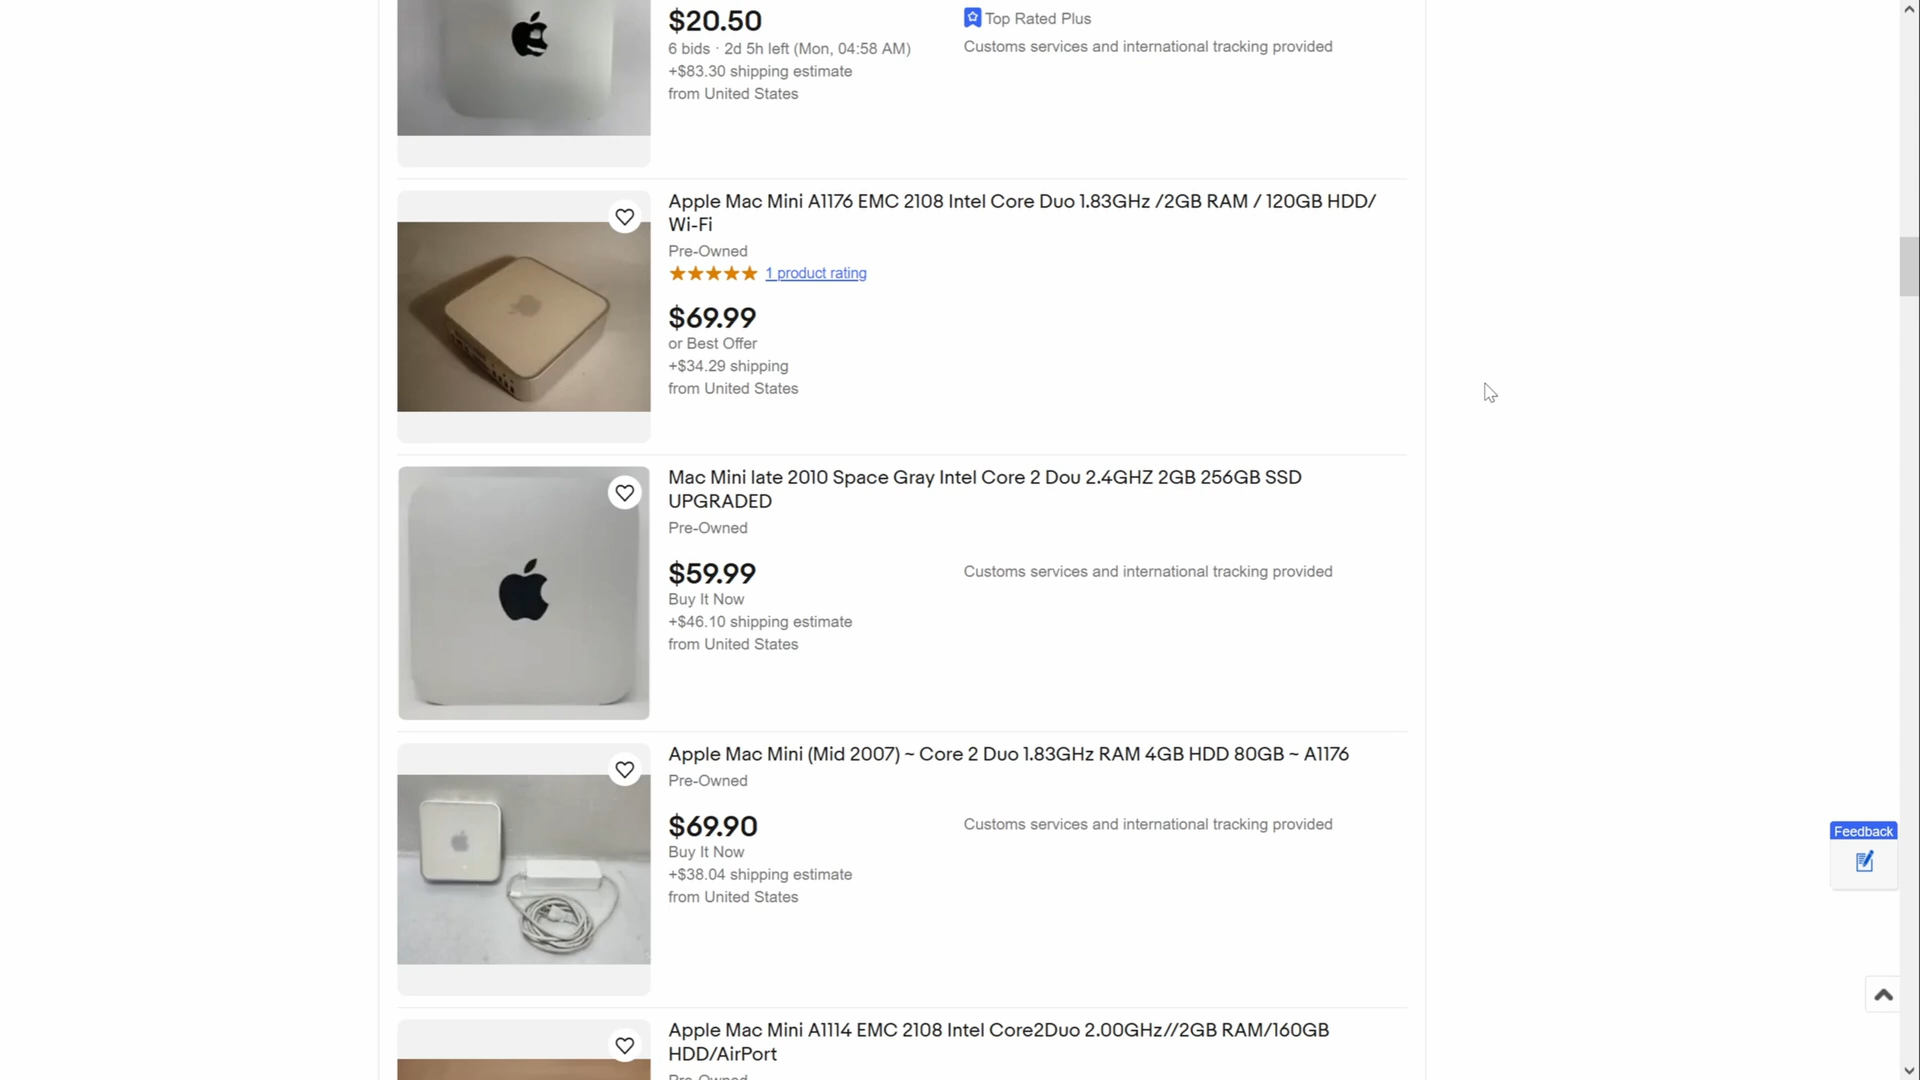 $20.50
6 bids · 2d 5h left (Mon, 04:58 AM)
+$83.30 shipping estimate
from United States
Top Rated Plus
Customs services and international tracking provided
Apple Mac Mini A1176 EMC 2108 Intel Core Duo 1.83GHz /2GB RAM / 120GB HDD/
Wi-Fi
Pre-Owned
1 product rating
$69.99
or Best Offer
+$34.29 shipping
from United States
Mac Mini late 2010 Space Gray Intel Core 2 Dou 2.4GHZ 2GB 256GB SSD
UPGRADED
Pre-Owned
$59.99
Buy It Now
+$46.10 shipping estimate
from United States
Customs services and international tracking provided
Apple Mac Mini (Mid 2007) ~ Core 2 Duo 1.83GHz RAM 4GB HDD 80GB ~ A1176
Pre-Owned
$69.90
Buy It Now
+$38.04 shipping estimate
from United States
Customs services and international tracking provided
Feedback
Apple Mac Mini A1114 EMC 2108 Intel Core2Duo 2.00GHz//2GB RAM/160GB
HDD/AirPort
Pre-Owned